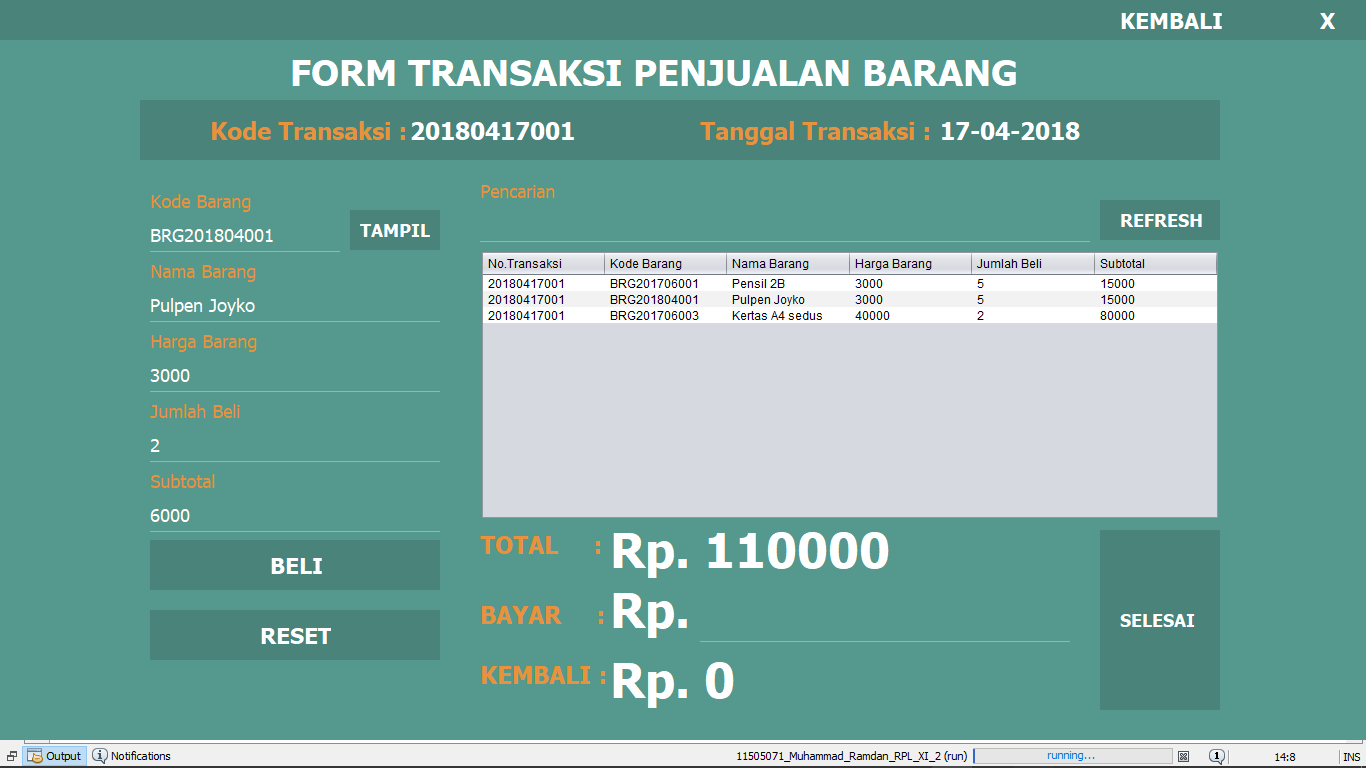 KEMBALI X
FORM TRANSAKSI PENJUALAN BARANG
Kode Transaksi : 20180417001 Tanggal Transaksi : 17-04-2018
Kode Barang
BRG201804001
TAMPIL
Nama Barang
Pulpen Joyko
Harga Barang
3000
Jumlah Beli
2
Subtotal
6000
BELI
RESET
Pencarian
REFRESH
No.Transaksi Kode Barang Nama Barang Harga Barang Jumlah Beli Subtotal
20180417001 BRG201706001 Pensil 2B 3000 5 15000
20180417001 BRG201804001 Pulpen Joyko 3000 5 15000
20180417001 BRG201706003 Kertas A4 sedus 40000 2 80000
TOTAL : Rp. 110000
BAYAR : Rp.
KEMBALI : Rp. 0
SELESAI
Output Notifications 11505071_Muhammad_Ramdan_RPL_XI_2 (run) running... 1 14:8 INS